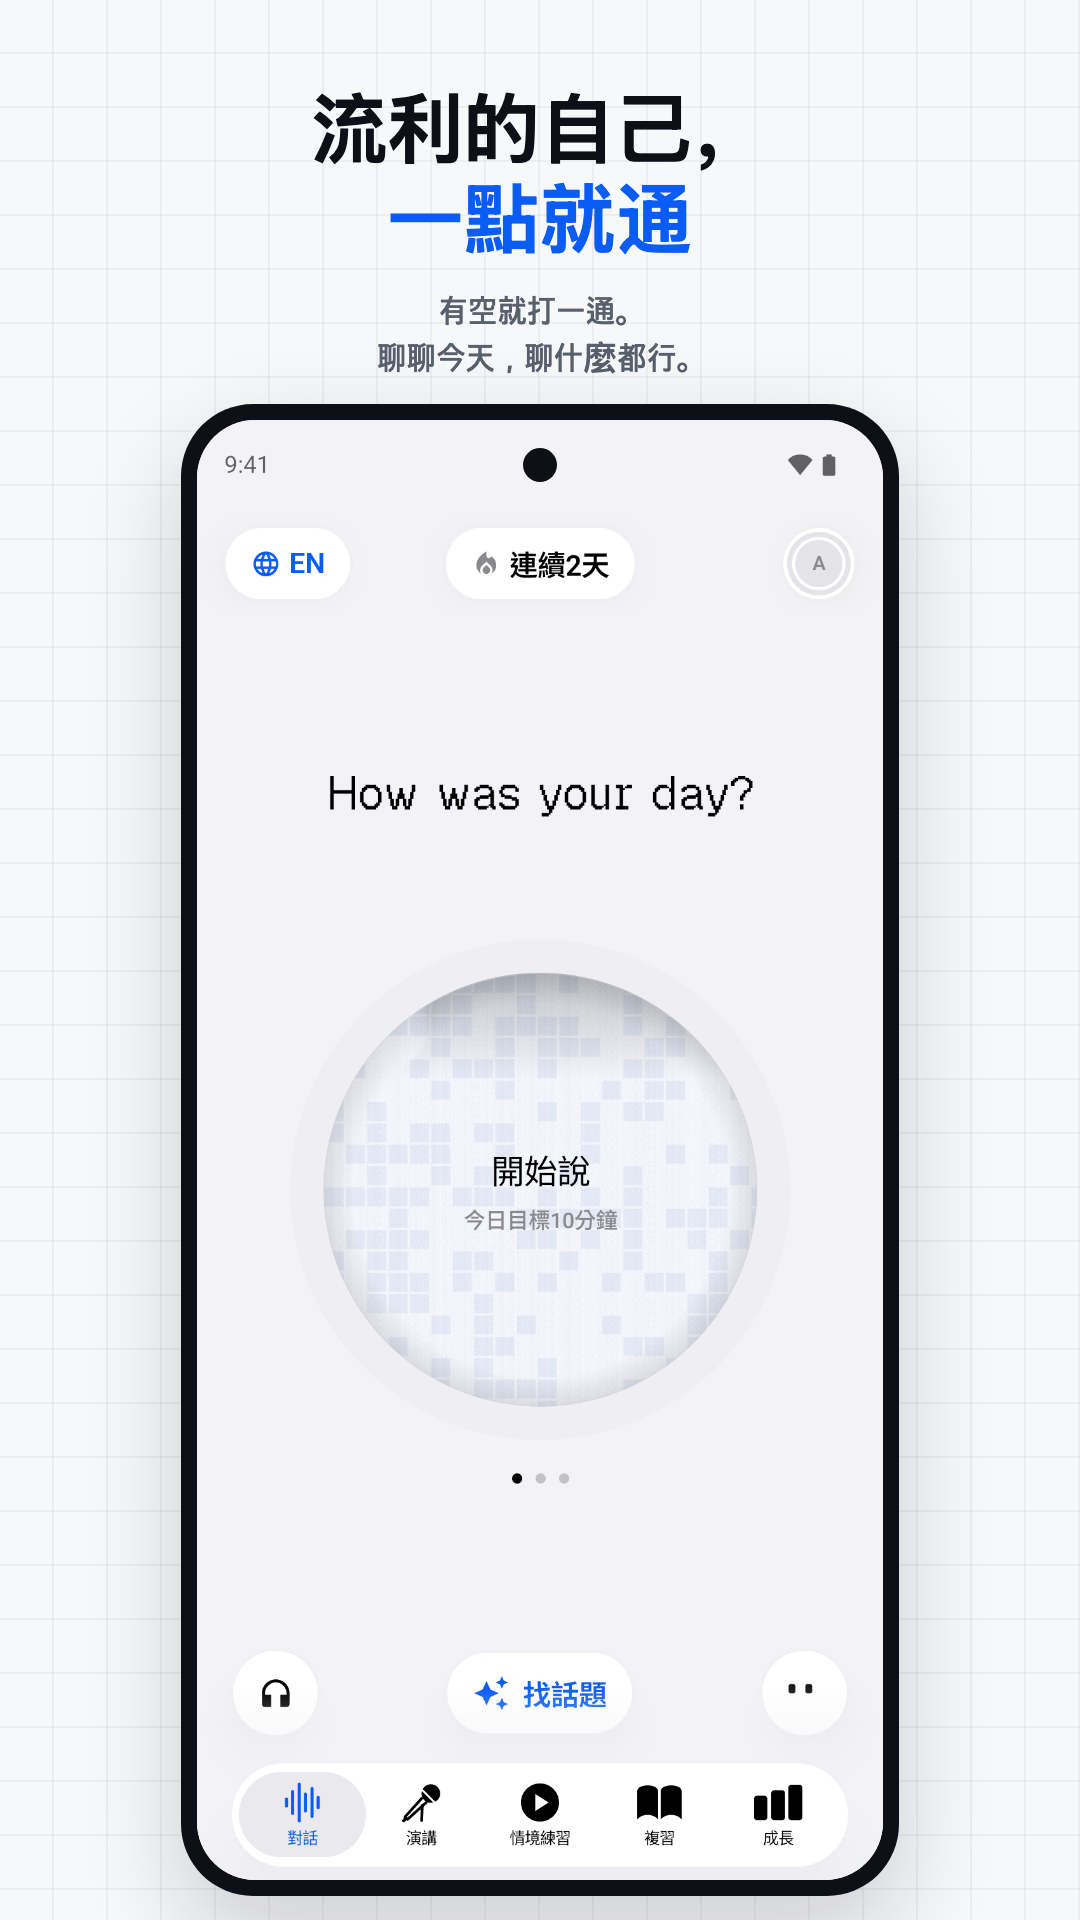 流利的自己，
一點就通
有空就打一通。
聊聊今天，聊什麼都行。
9:41
EN
連續2天
A
How was your day?
開始說
今日目標10分鐘
找話題
對話
演講
情境練習
複習
成長